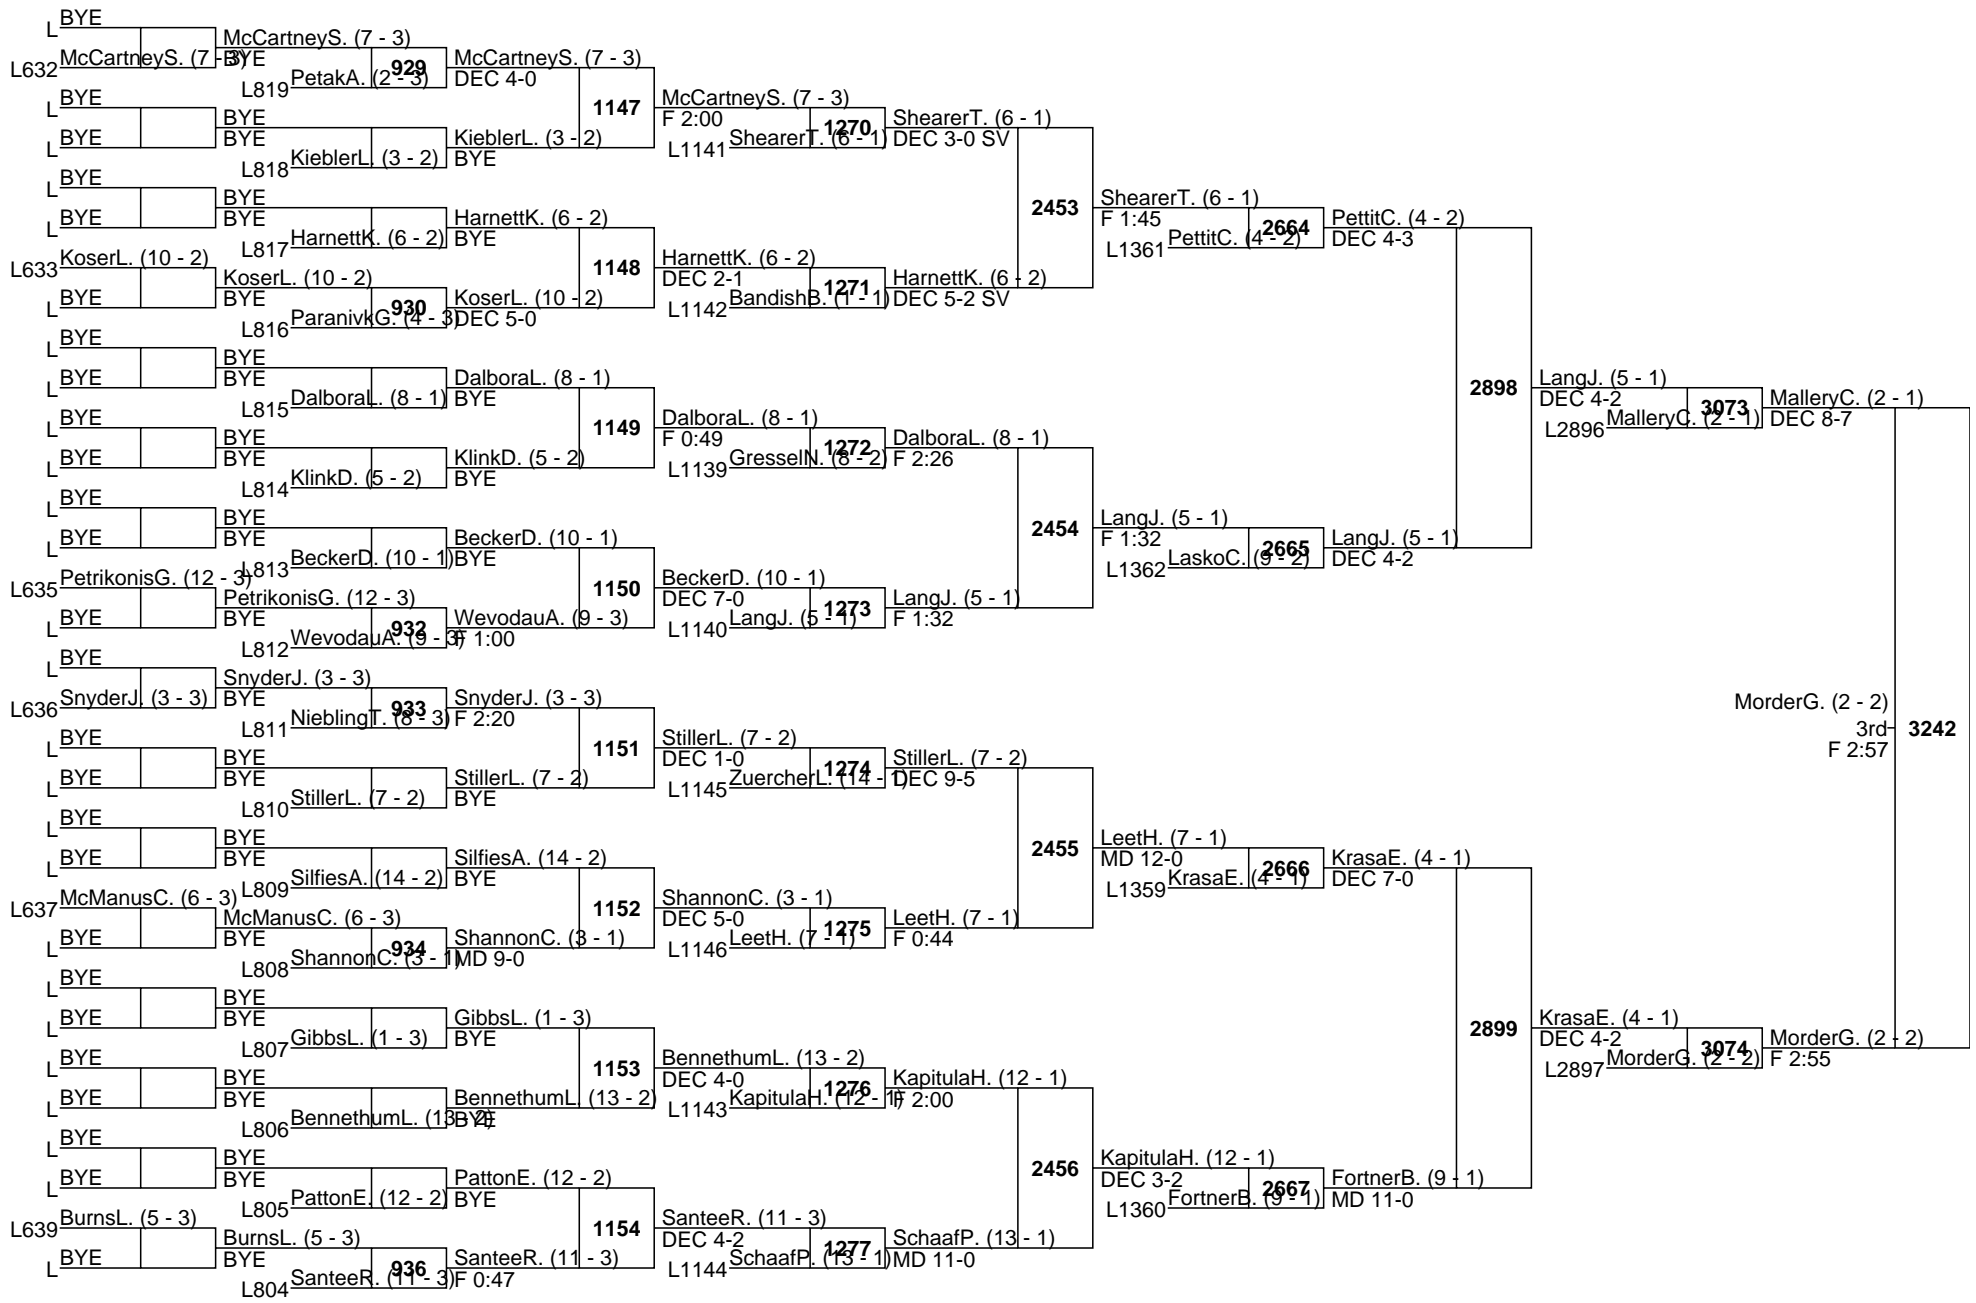 BYE
L
McCartneyS. (7 - 3)
L632
McCartneyS. (7 - 3)
BYE
929
PetakA. (2 - 3)
L819
McCartneyS. (7 - 3)
DEC 4-0
BYE
L
BYE
L
BYE
BYE
KieblerL. (3 - 2)
L818
KieblerL. (3 - 2)
BYE
1147
McCartneyS. (7 - 3)
F 2:00
1270
ShearerT. (6 - 1)
L1141
ShearerT. (6 - 1)
DEC 3-0 SV
BYE
L
BYE
L
BYE
BYE
HarnettK. (6 - 2)
L817
HarnettK. (6 - 2)
BYE
KoserL. (10 - 2)
L633
BYE
L
KoserL. (10 - 2)
BYE
930
ParanivkG. (4 - 3)
L816
KoserL. (10 - 2)
DEC 5-0
1148
HarnettK. (6 - 2)
DEC 2-1
1271
BandishB. (1 - 1)
L1142
HarnettK. (6 - 2)
DEC 5-2 SV
2453
ShearerT. (6 - 1)
F 1:45
2664
PettitC. (4 - 2)
L1361
PettitC. (4 - 2)
DEC 4-3
BYE
L
BYE
L
BYE
BYE
DalboraL. (8 - 1)
L815
DalboraL. (8 - 1)
BYE
BYE
L
BYE
L
BYE
BYE
KlinkD. (5 - 2)
L814
KlinkD. (5 - 2)
BYE
1149
DalboraL. (8 - 1)
F 0:49
1272
GresselN. (8 - 2)
L1139
DalboraL. (8 - 1)
F 2:26
BYE
L
BYE
L
BYE
BYE
BeckerD. (10 - 1)
L813
BeckerD. (10 - 1)
BYE
PetrikonisG. (12 - 3)
L635
BYE
L
PetrikonisG. (12 - 3)
BYE
932
WevodauA. (9 - 3)
L812
WevodauA. (9 - 3)
F 1:00
1150
BeckerD. (10 - 1)
DEC 7-0
1273
LangJ. (5 - 1)
L1140
LangJ. (5 - 1)
F 1:32
2454
LangJ. (5 - 1)
F 1:32
2665
LaskoC. (9 - 2)
L1362
LangJ. (5 - 1)
DEC 4-2
2898
LangJ. (5 - 1)
DEC 4-2
3073
MalleryC. (2 - 1)
L2896
MalleryC. (2 - 1)
DEC 8-7
BYE
L
SnyderJ. (3 - 3)
L636
SnyderJ. (3 - 3)
BYE
933
NieblingT. (8 - 3)
L811
SnyderJ. (3 - 3)
F 2:20
BYE
L
BYE
L
BYE
BYE
StillerL. (7 - 2)
L810
StillerL. (7 - 2)
BYE
1151
StillerL. (7 - 2)
DEC 1-0
1274
ZuercherL. (14 - 1)
L1145
StillerL. (7 - 2)
DEC 9-5
BYE
L
BYE
L
BYE
BYE
SilfiesA. (14 - 2)
L809
SilfiesA. (14 - 2)
BYE
McManusC. (6 - 3)
L637
BYE
L
McManusC. (6 - 3)
BYE
934
ShannonC. (3 - 1)
L808
ShannonC. (3 - 1)
MD 9-0
1152
ShannonC. (3 - 1)
DEC 5-0
1275
LeetH. (7 - 1)
L1146
LeetH. (7 - 1)
F 0:44
2455
LeetH. (7 - 1)
MD 12-0
2666
KrasaE. (4 - 1)
L1359
KrasaE. (4 - 1)
DEC 7-0
BYE
L
BYE
L
BYE
BYE
GibbsL. (1 - 3)
L807
GibbsL. (1 - 3)
BYE
BYE
L
BYE
L
BYE
BYE
BennethumL. (13 - 2)
L806
BennethumL. (13 - 2)
BYE
1153
BennethumL. (13 - 2)
DEC 4-0
1276
KapitulaH. (12 - 1)
L1143
KapitulaH. (12 - 1)
F 2:00
BYE
L
BYE
L
BYE
BYE
PattonE. (12 - 2)
L805
PattonE. (12 - 2)
BYE
BurnsL. (5 - 3)
L639
BYE
L
BurnsL. (5 - 3)
BYE
936
SanteeR. (11 - 3)
L804
SanteeR. (11 - 3)
F 0:47
1154
SanteeR. (11 - 3)
DEC 4-2
1277
SchaafP. (13 - 1)
L1144
SchaafP. (13 - 1)
MD 11-0
2456
KapitulaH. (12 - 1)
DEC 3-2
2667
FortnerB. (9 - 1)
L1360
FortnerB. (9 - 1)
MD 11-0
2899
KrasaE. (4 - 1)
DEC 4-2
3074
MorderG. (2 - 2)
L2897
MorderG. (2 - 2)
F 2:55
MorderG. (2 - 2)
3rd
F 2:57
3242